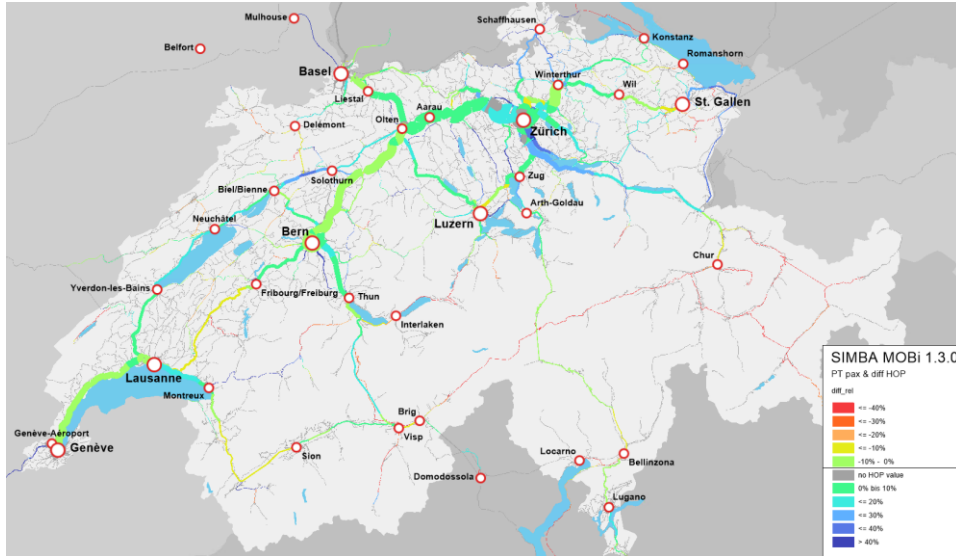 Mulhouse
Schaffhausen
Konstanz
Belfort
Romanshorn
Basel
Winterthur
Wil
Liestal
St. Gallen
Aarau
Delémont
Olten
Zürich
Solothurn
Biel/Bienne
Zug
Neuchâtel
Luzern
Arth-Goldau
Bern
Chur
Yverdon-les-Bains
Fribourg/Freiburg
Thun
Interlaken
Lausanne
Montreux
Genève-Aéroport
Genève
Brig
Visp
Sion
Domodossola
Locarno
Bellinzona
Lugano
SIMBA MOBi 1.3.0
PT pax & diff HOP
diff_rel
<= -40%
<= -30%
<= -20%
<= -10%
-10% - 0%
no HOP value
0% bis 10%
<= 20%
<= 30%
<= 40%
> 40%